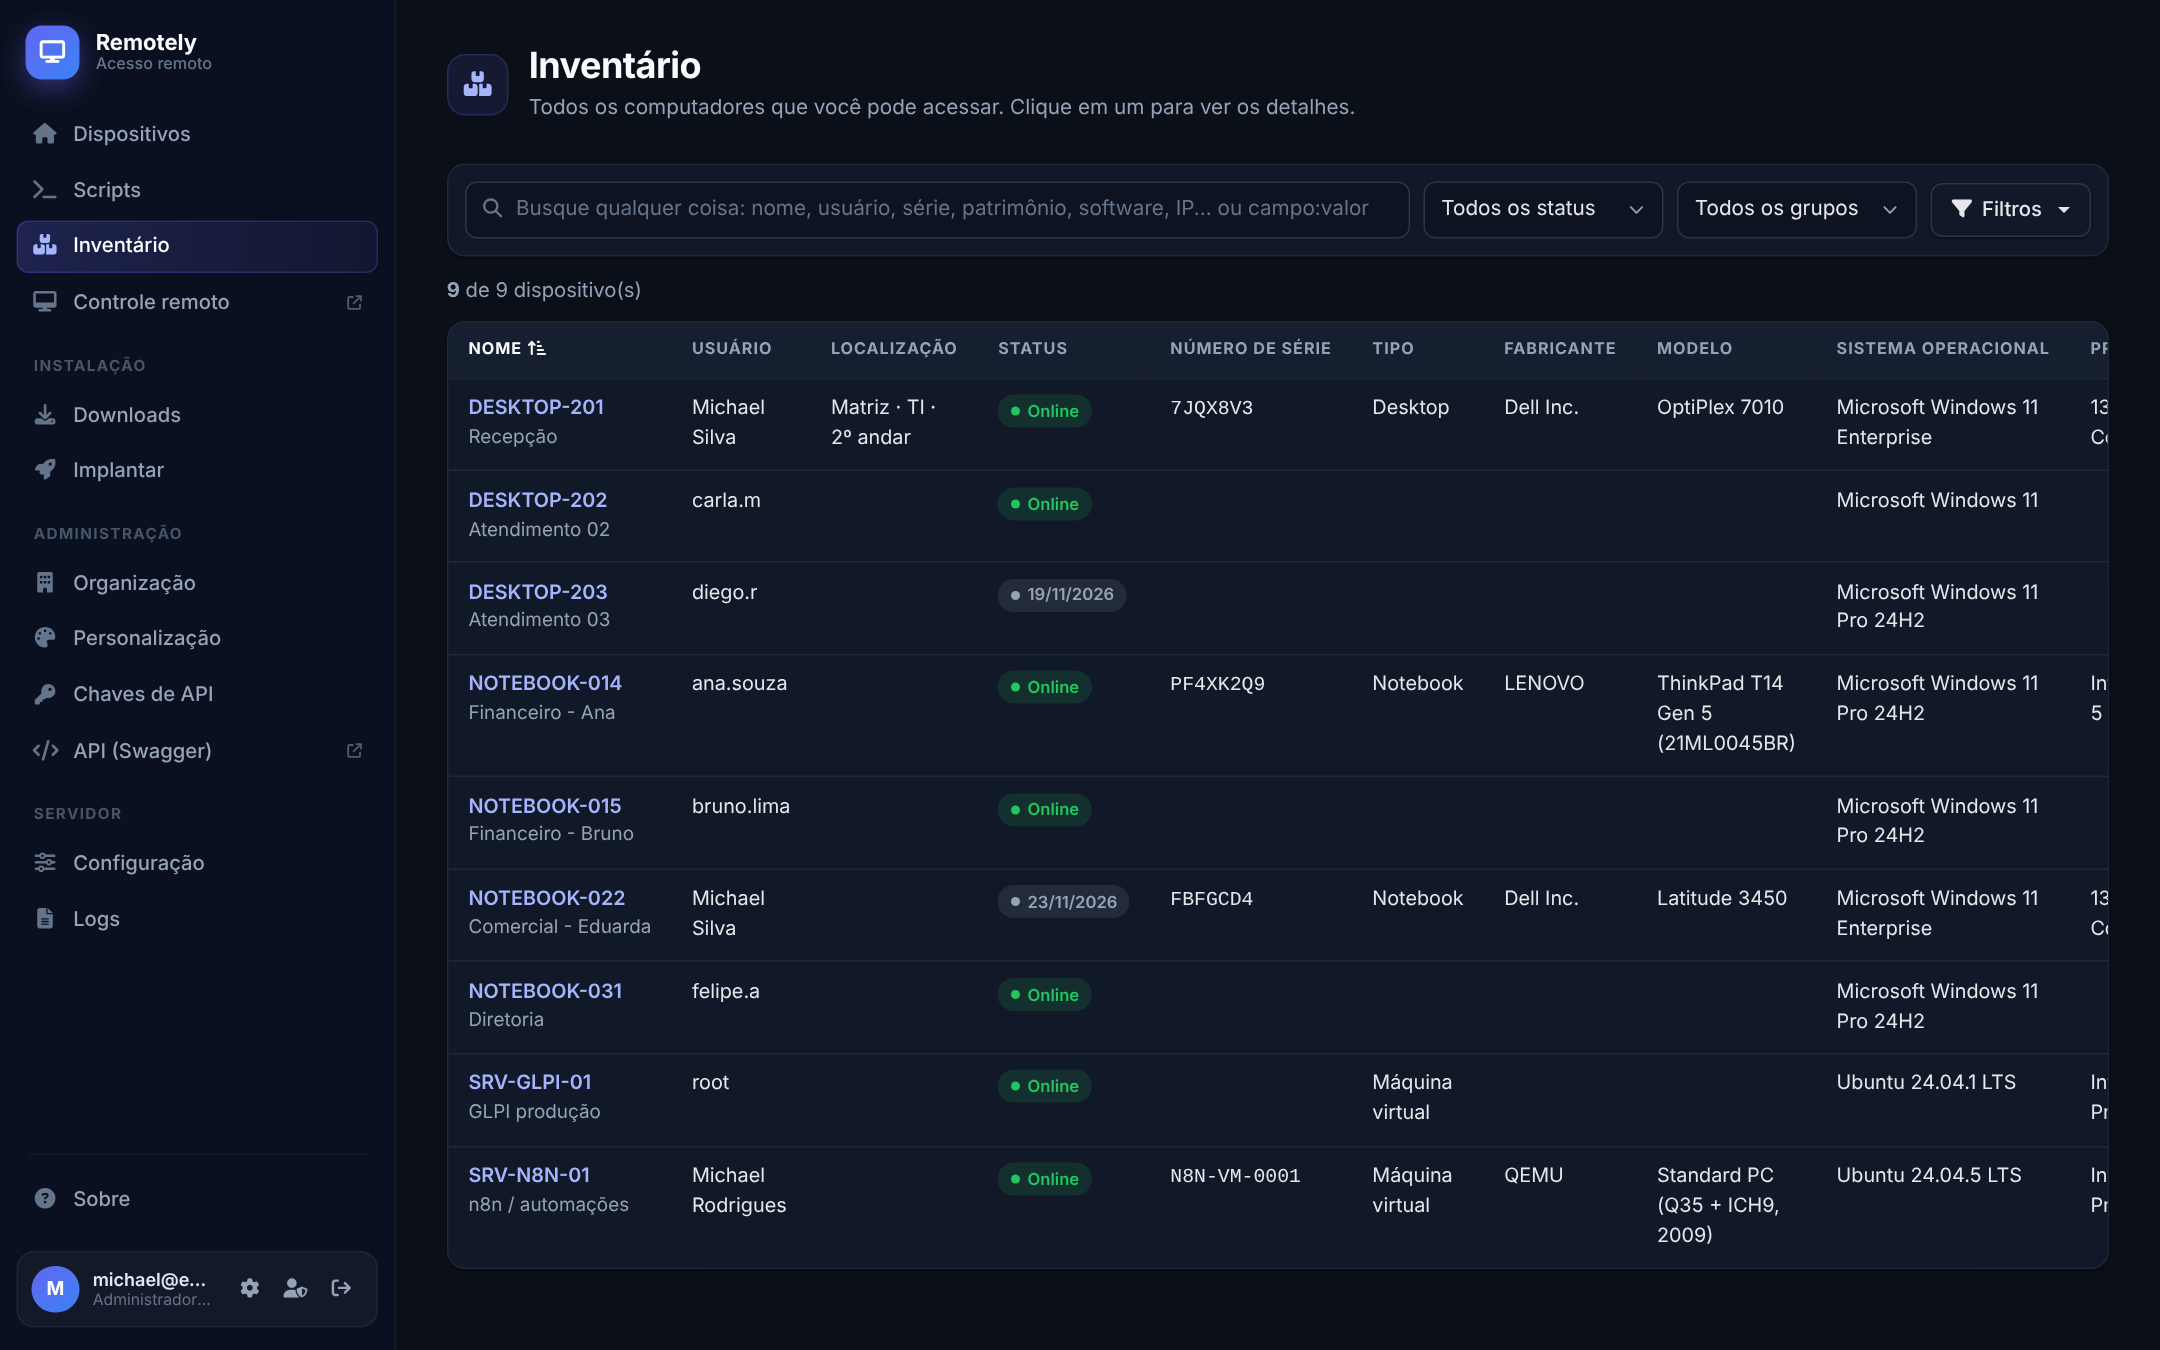 Remotely
Acesso remoto
Dispositivos
Scripts
Inventário
Controle remoto
INSTALAÇÃO
Downloads
Implantar
ADMINISTRAÇÃO
Organização
Personalização
Chaves de API
API (Swagger)
SERVIDOR
Configuração
Logs
Sobre
M
michael@e...
Administrador...
Inventário
Todos os computadores que você pode acessar. Clique em um para ver os detalhes.
Busque qualquer coisa: nome, usuário, série, patrimônio, software, IP... ou campo:valor
Todos os status
Todos os grupos
Filtros
9 de 9 dispositivo(s)
NOME USUÁRIO LOCALIZAÇÃO STATUS NÚMERO DE SÉRIE TIPO FABRICANTE MODELO SISTEMA OPERACIONAL
DESKTOP-201 Michael Matriz · TI · Online 7JQX8V3 Desktop Dell Inc. OptiPlex 7010 Microsoft Windows 11 13
Recepção Silva 2º andar Enterprise
DESKTOP-202 carla.m Online Microsoft Windows 11
Atendimento 02
DESKTOP-203 diego.r 19/11/2026 Microsoft Windows 11
Atendimento 03 Pro 24H2
NOTEBOOK-014 ana.souza Online PF4XK2Q9 Notebook LENOVO ThinkPad T14 Microsoft Windows 11 In
Financeiro - Ana Gen 5 Pro 24H2 5
(21ML0045BR)
NOTEBOOK-015 bruno.lima Online Microsoft Windows 11
Financeiro - Bruno Pro 24H2
NOTEBOOK-022 Michael 23/11/2026 FBFGCD4 Notebook Dell Inc. Latitude 3450 Microsoft Windows 11 13
Comercial - Eduarda Silva Enterprise
NOTEBOOK-031 felipe.a Online Microsoft Windows 11
Diretoria Pro 24H2
SRV-GLPI-01 root Online Máquina Ubuntu 24.04.1 LTS In
GLPI produção virtual
SRV-N8N-01 Michael Online N8N-VM-0001 Máquina QEMU Standard PC Ubuntu 24.04.5 LTS In
n8n / automações Rodrigues virtual (Q35 + ICH9,
2009)